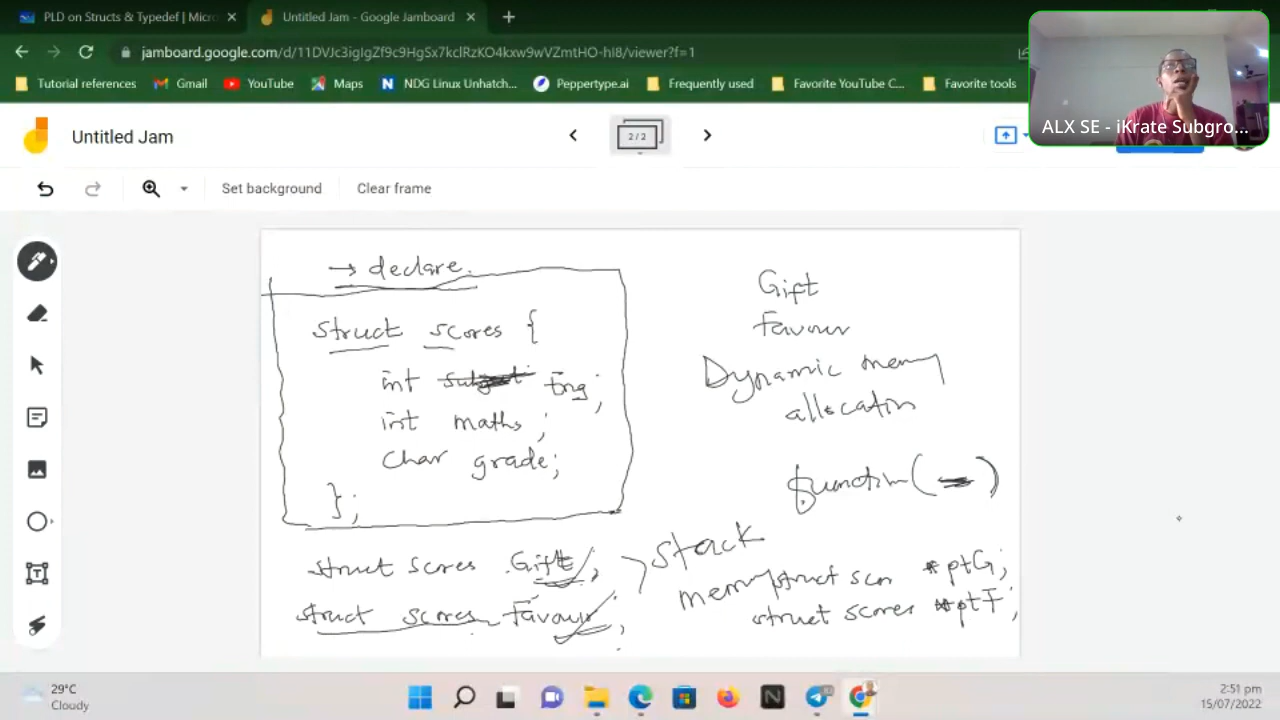 PLD on Structs & Typedef | Micro
Untitled Jam - Google Jamboard
jamboard.google.com/d/11DVJc3igIgZf9c9HgSx7kclRzKO4kxw9wVZmtHO-hI8/viewer?f=1
Tutorial references
Gmail
YouTube
Maps
NDG Linux Unhatch...
Peppertype.ai
Frequently used
Favorite YouTube C...
Favorite tools
ALX SE - iKrate Subgro...
Untitled Jam
2 / 2
Set background
Clear frame
→ declare.
struct scores {
int Eng;
int maths;
char grade;
};
struct scores Gift;
struct scores Favour;
Gift
Favour
Dynamic memory
allocation
function( )
stack
memory
struct scores *ptG;
struct scores *ptF;
29°C
Cloudy
2:51 pm
15/07/2022